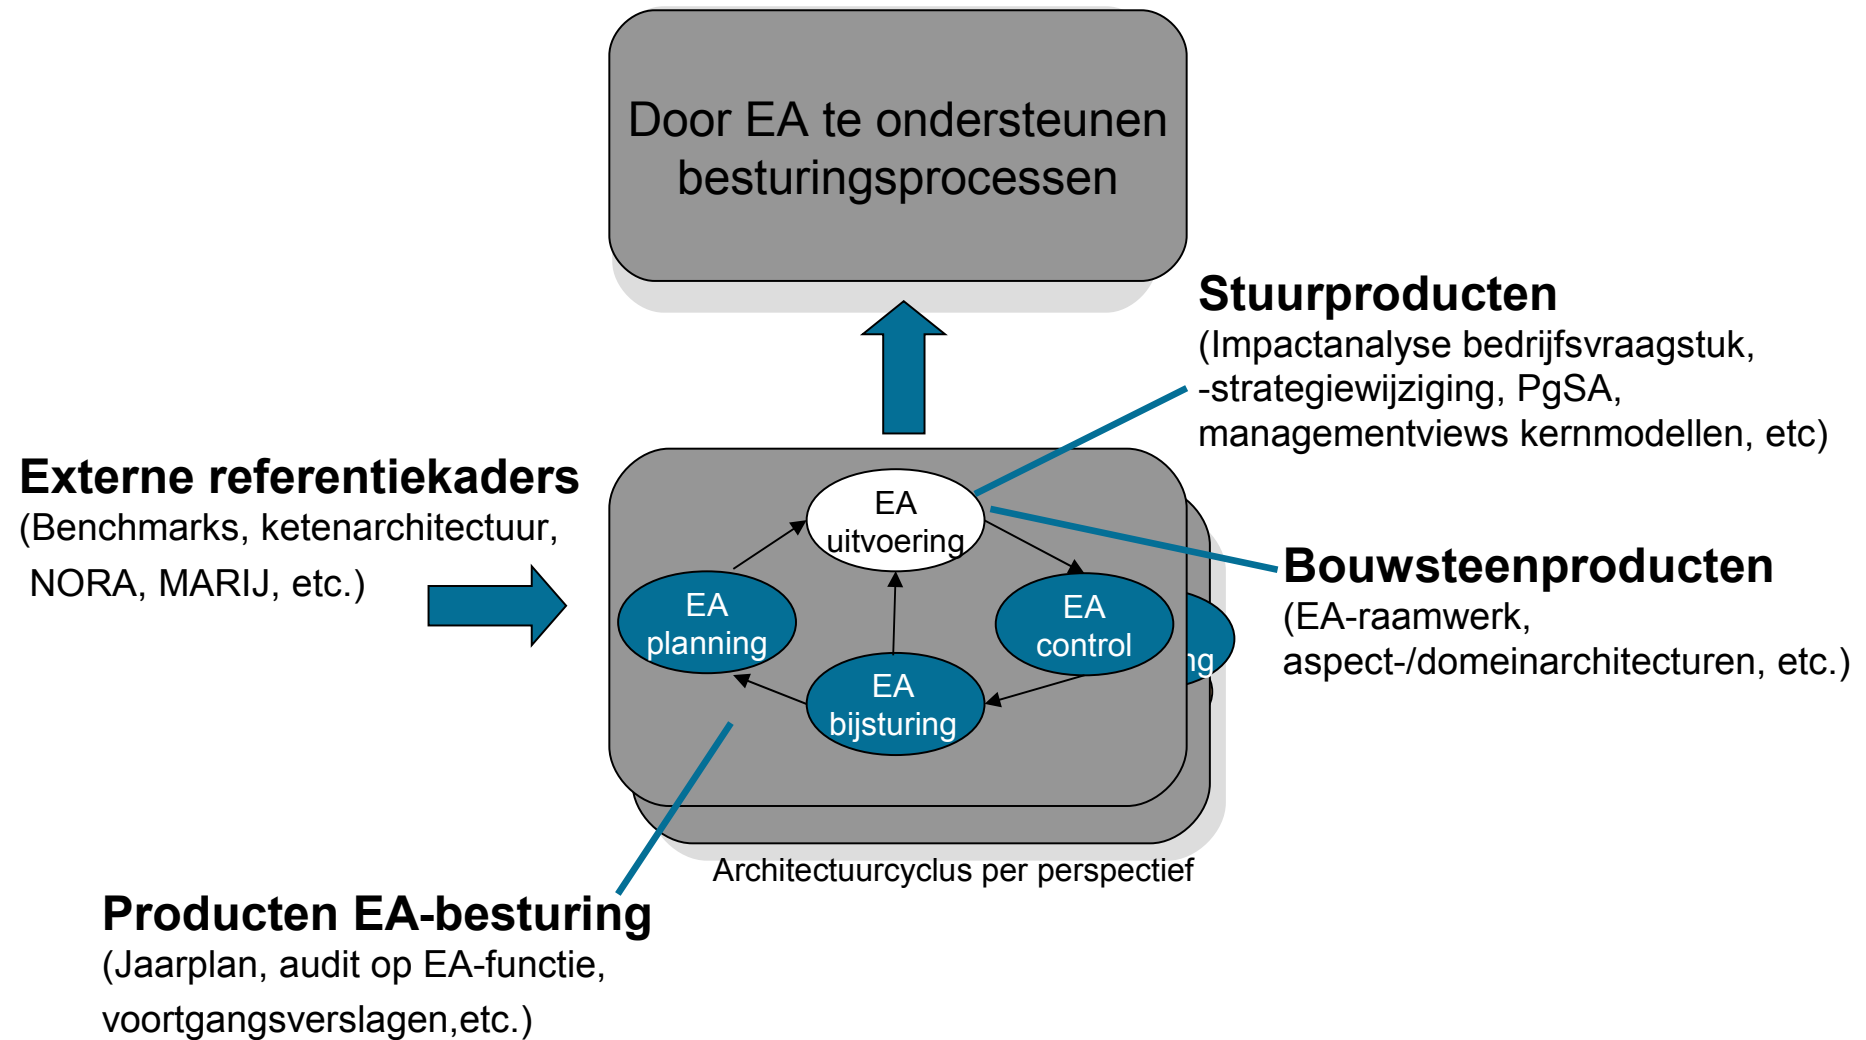 Door EA te ondersteunen
besturingsprocessen
Stuurproducten
(Impactanalyse bedrijfsvraagstuk,
-strategiewijziging, PgSA,
managementviews kernmodellen, etc)
Externe referentiekaders
(Benchmarks, ketenarchitectuur,
NORA, MARIJ, etc.)
EA
uitvoering
EA
planning
EA
control
EA
bijsturing
ng
Bouwsteenproducten
(EA-raamwerk,
aspect-/domeinarchitecturen, etc.)
Architectuurcyclus per perspectief
Producten EA-besturing
(Jaarplan, audit op EA-functie,
voortgangsverslagen,etc.)